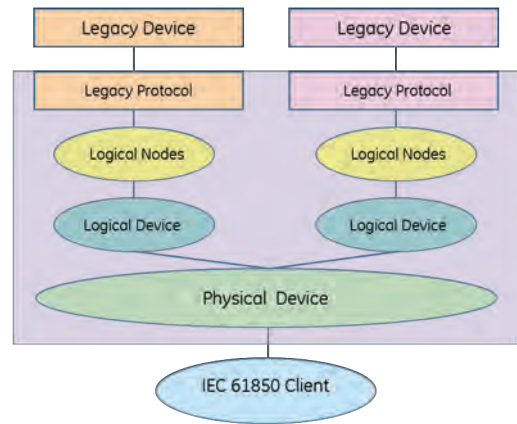 Legacy Device
Legacy Device
Legacy Protocol
Legacy Protocol
Logical Nodes
Logical Nodes
Logical Device
Logical Device
Physical Device
IEC 61850 Client